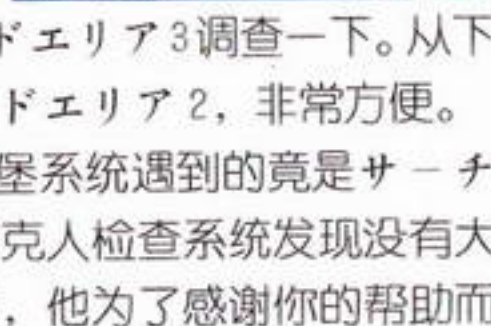 ドエリア3调查一下。从下
ドエリア2，非常方便。
堡系统遇到的竟是サーチ
克人检查系统发现没有大
，他为了感谢你的帮助而